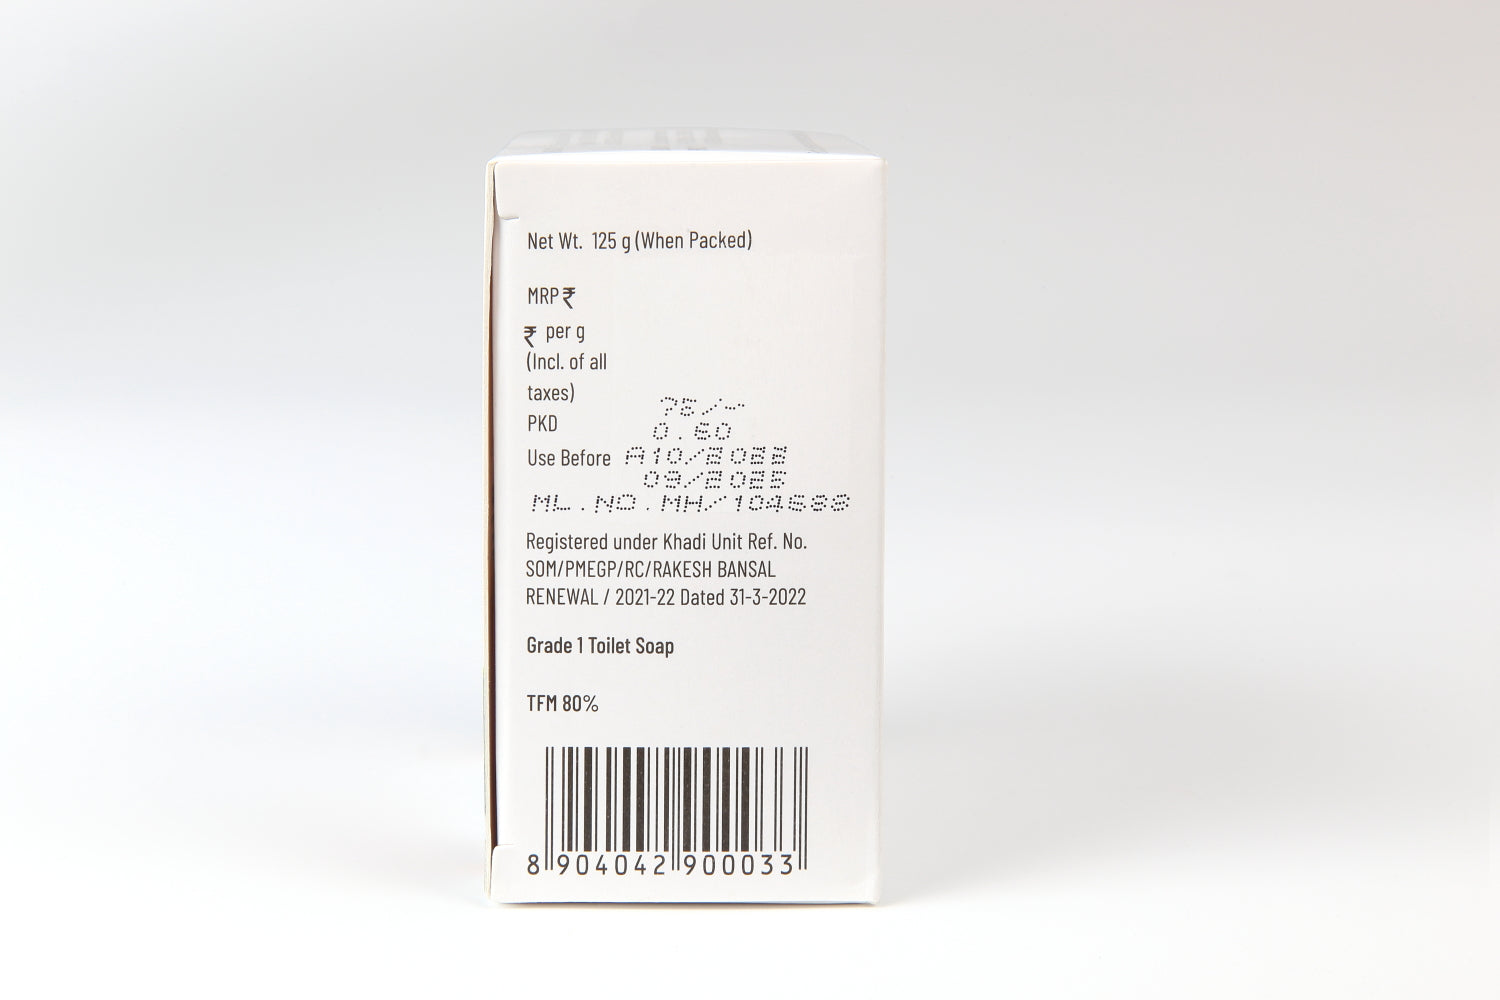 Net Wt. 125 g (When Packed)
MRP ₹
₹ per g
(Incl. of all
taxes)
75/-
PKD
0.60
Use Before
A10/2022
09/2025
ML.NO.MH/104688
Registered under Khadi Unit Ref. No.
SOM/PMEGP/RC/RAKESH BANSAL
RENEWAL / 2021-22 Dated 31-3-2022
Grade 1 Toilet Soap
TFM 80%
8 904042 900033